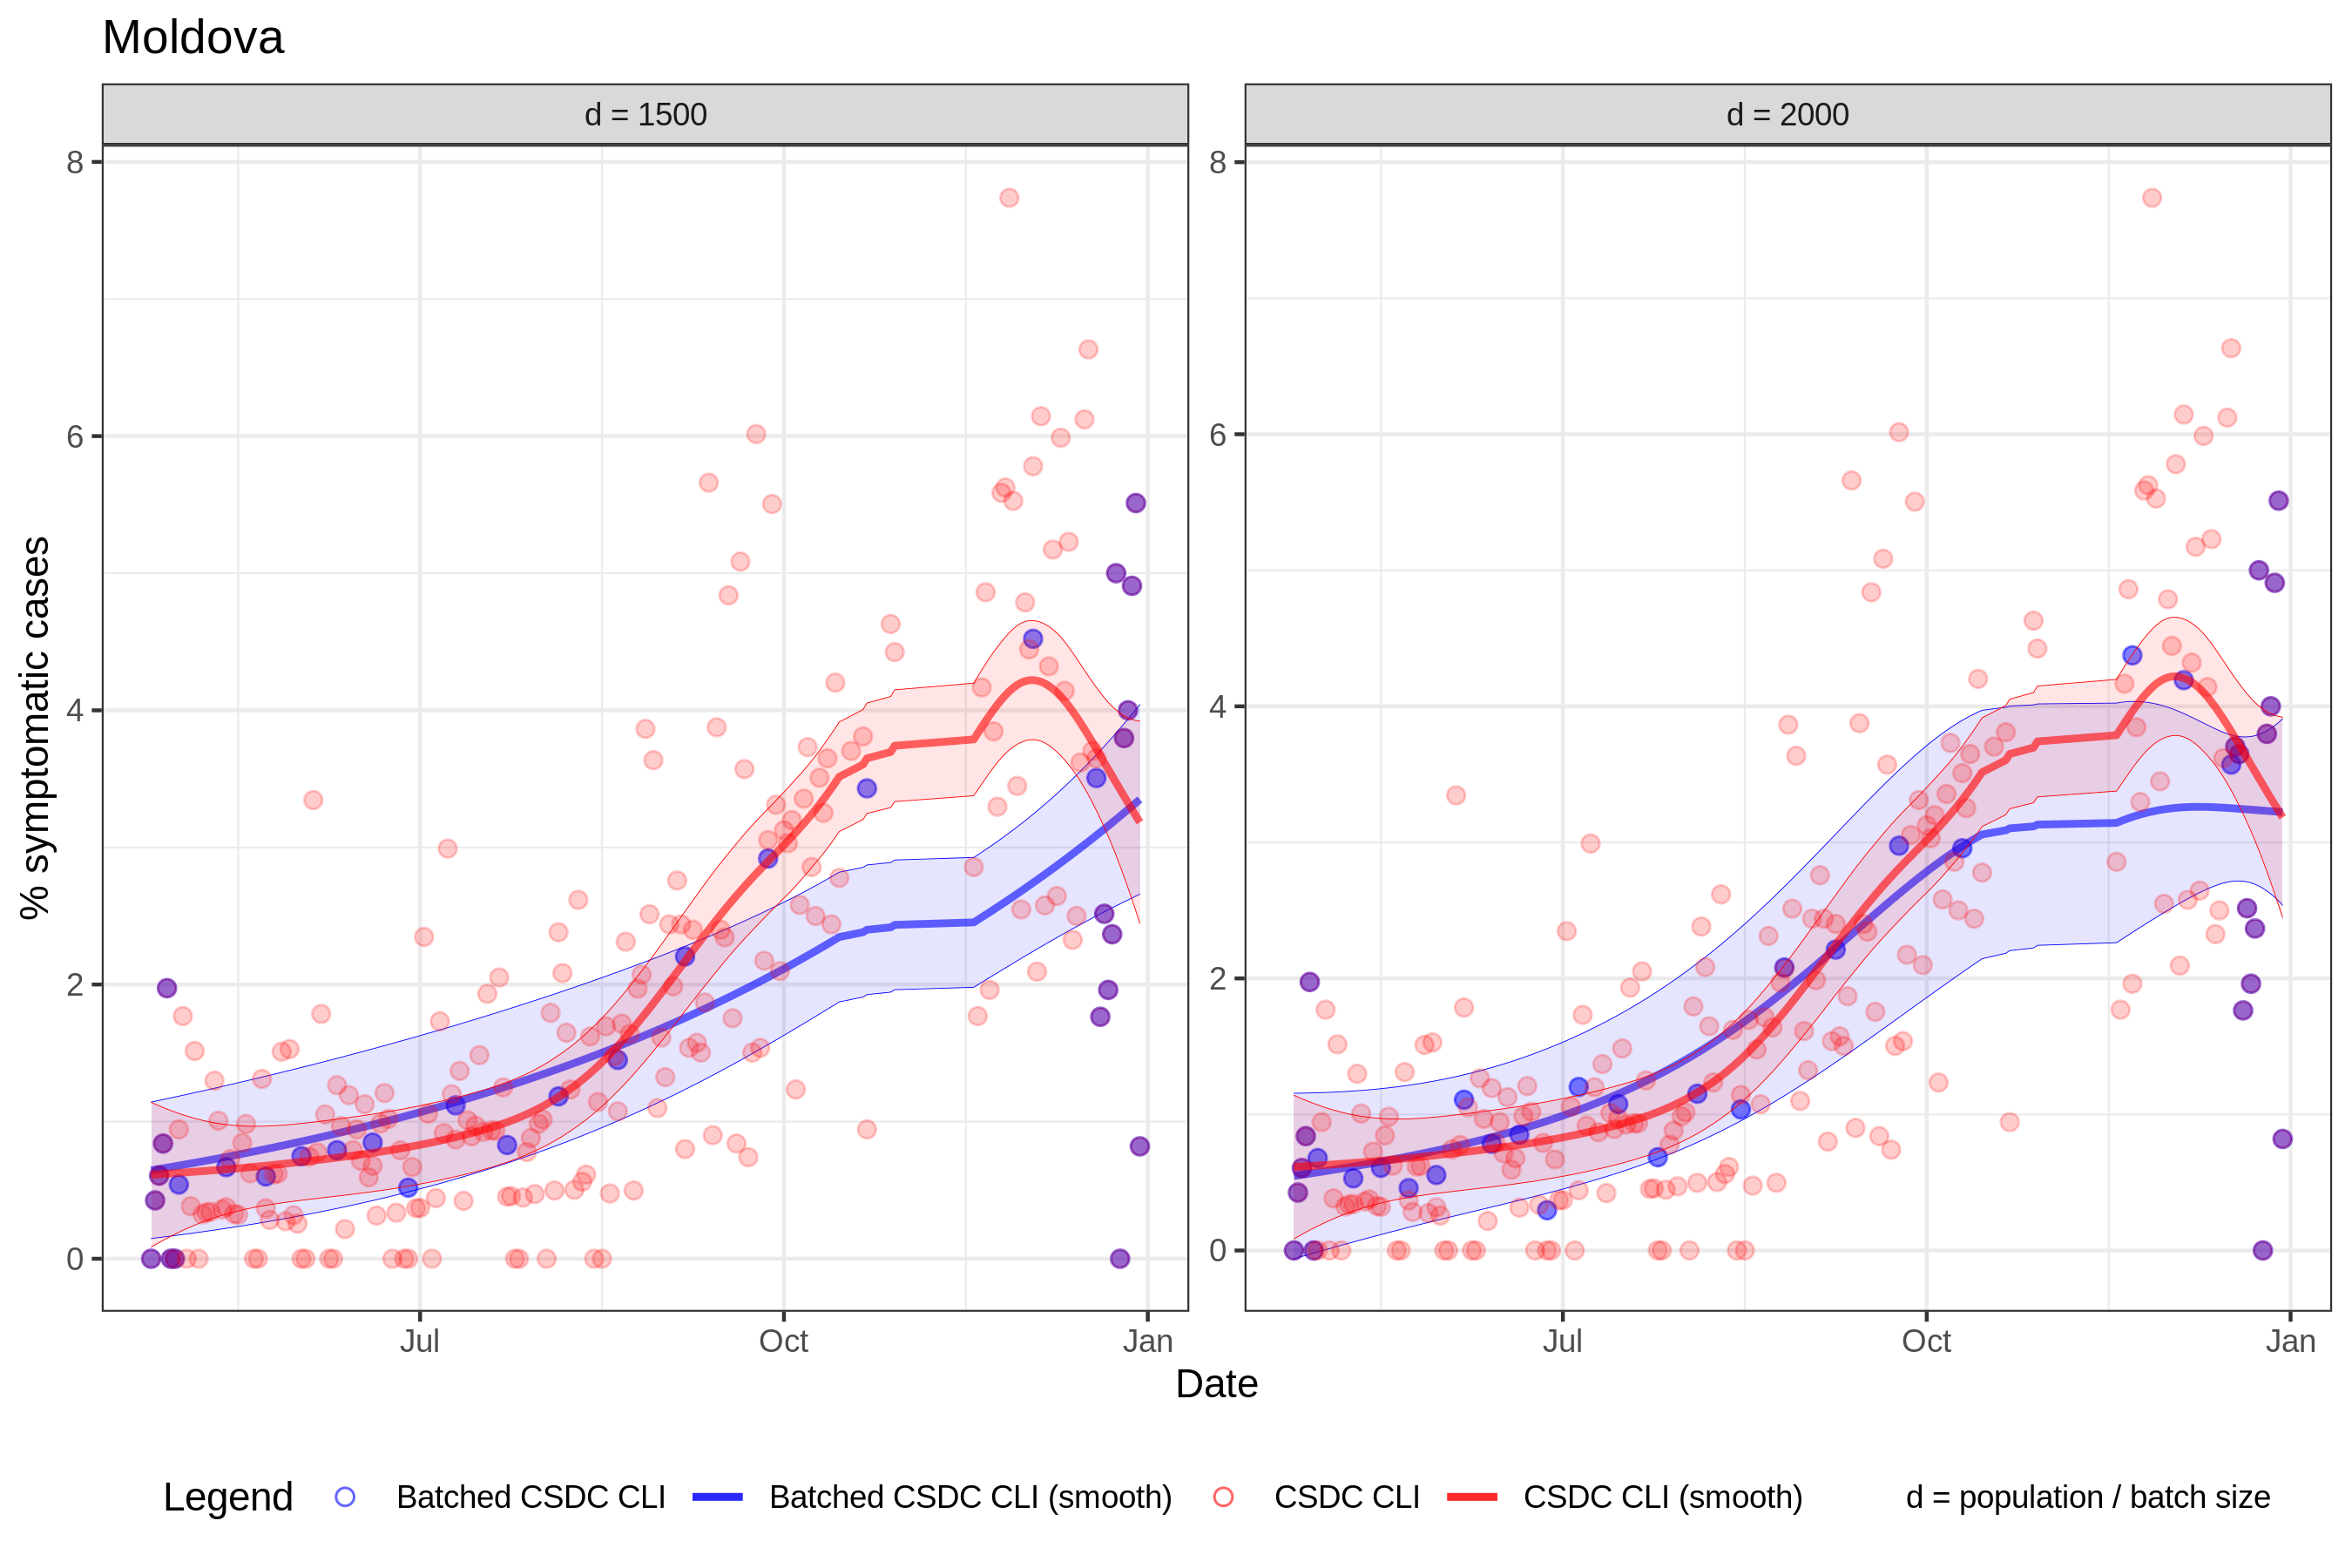 Moldova
d = 1500
d = 2000
% symptomatic cases
8
6
4
2
0
8
6
4
2
0
Jul
Oct
Jan
Jul
Oct
Jan
Date
Legend
Batched CSDC CLI
Batched CSDC CLI (smooth)
CSDC CLI
CSDC CLI (smooth)
d = population / batch size